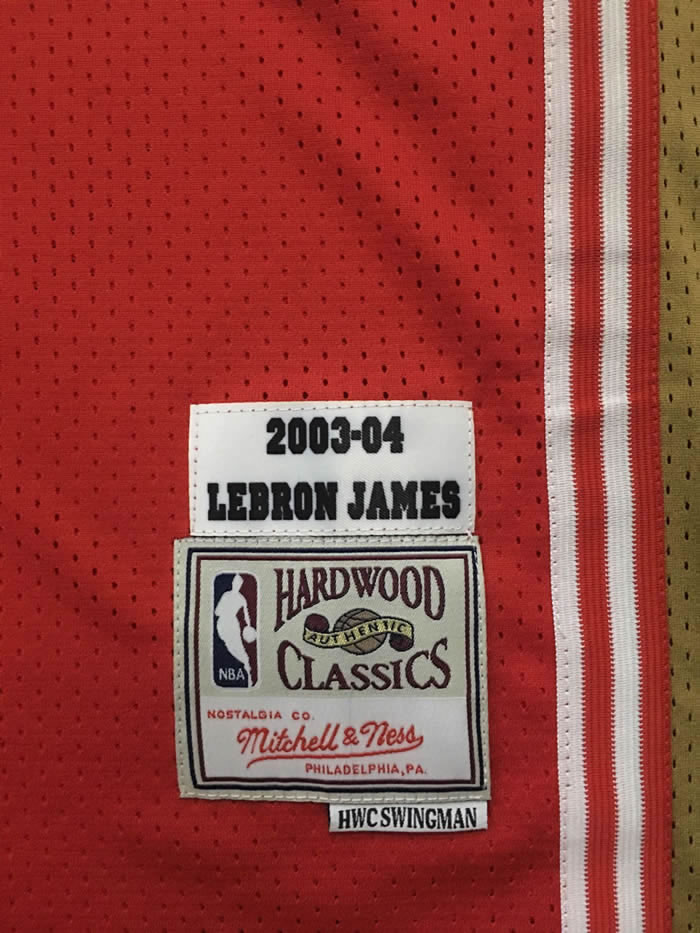 2003-04
LEBRON JAMES
HARDWOOD
AUTHENTIC
CLASSICS
NBA
NOSTALGIA CO.
Mitchell & Ness
PHILADELPHIA, PA.
HWC SWINGMAN